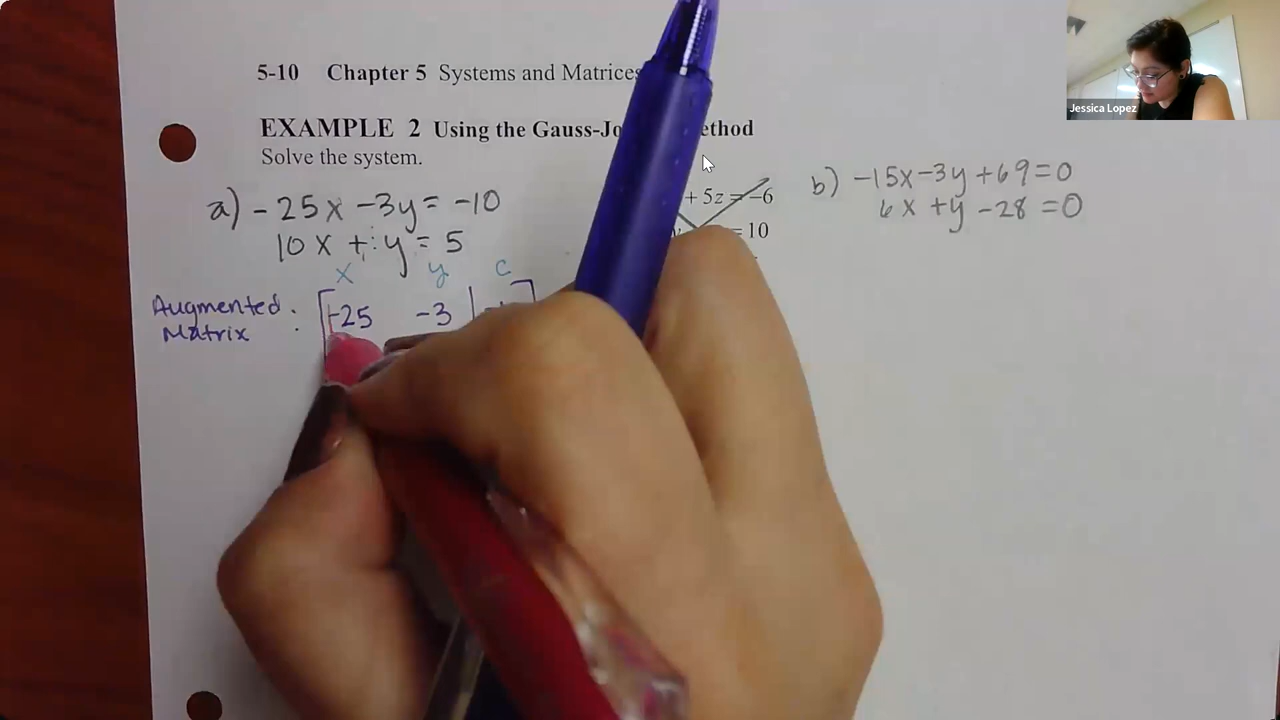 5-10 Chapter 5 Systems and Matrices
EXAMPLE 2 Using the Gauss-Jo ethod
Solve the system.
a) -25x -3y = -10
10x + y = 5
+ 5z = -6
= 10
b) -15x -3y + 69 = 0
6x + y - 28 = 0
x y c
Augmented Matrix :
-25 -3
Jessica Lopez